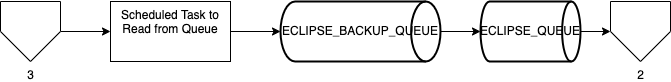 Scheduled Task to
Read from Queue
ECLIPSE_BACKUP_QUEUE
ECLIPSE_QUEUE
3
2